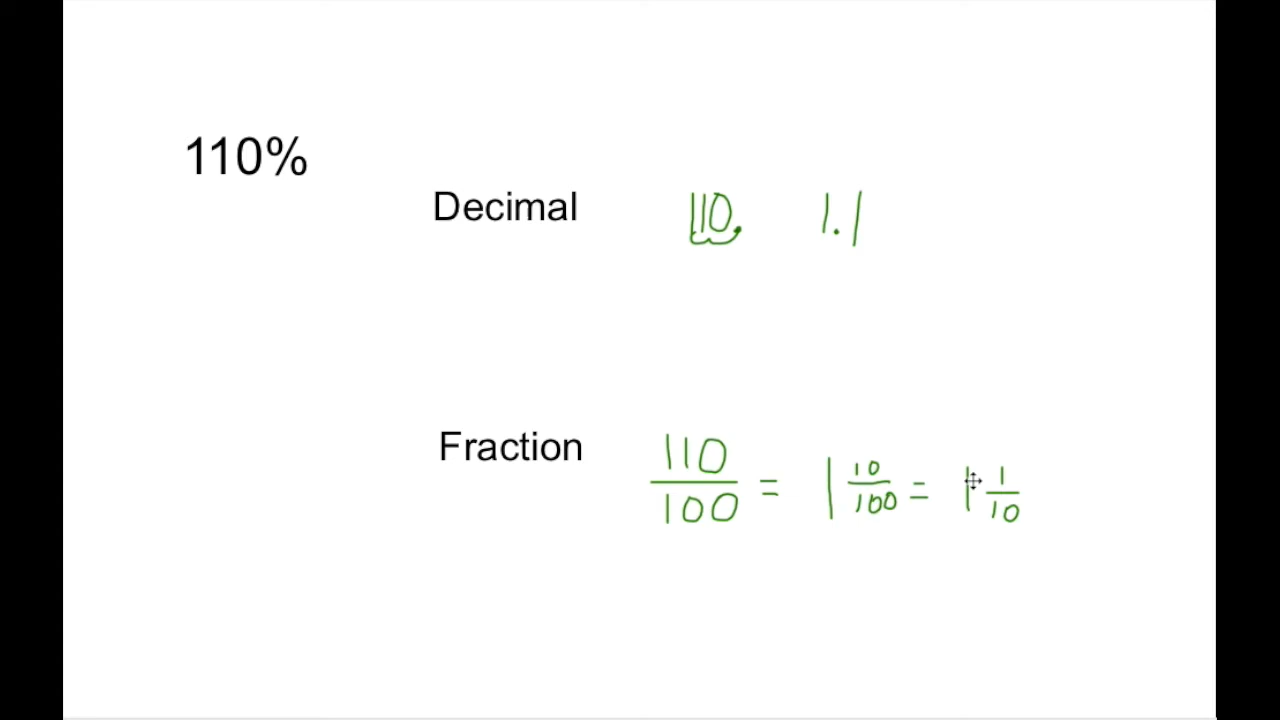 110%
Decimal 110. 1.1
Fraction 110/100 = 1 10/100 = 1 1/10